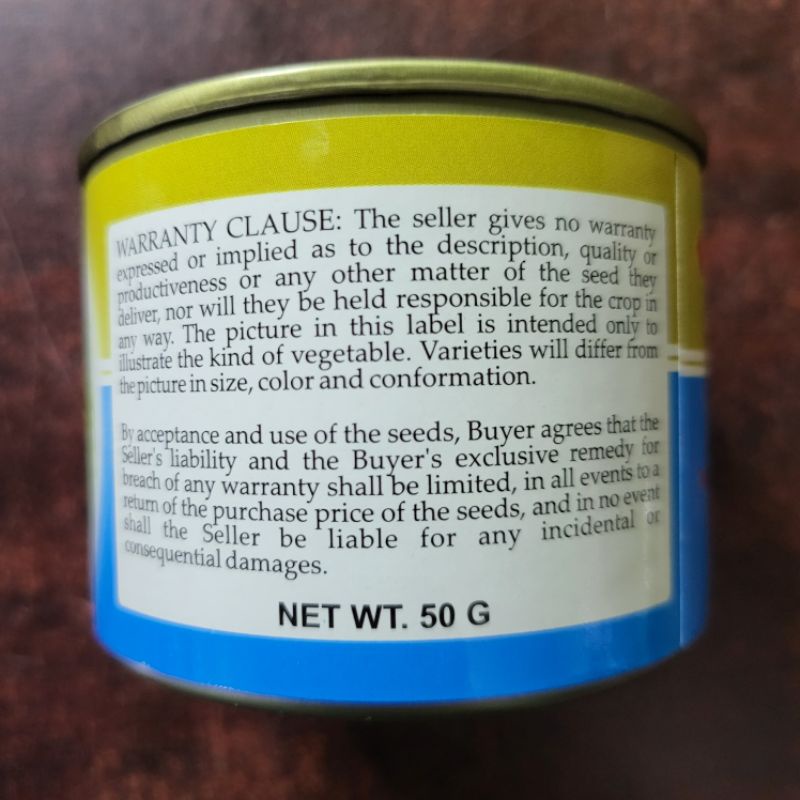 WARRANTY CLAUSE: The seller gives no warranty
expressed or implied as to the description, quality or
productiveness or any other matter of the seed they
deliver, nor will they be held responsible for the crop in
any way. The picture in this label is intended only to
illustrate the kind of vegetable. Varieties will differ from
the picture in size, color and conformation.
By acceptance and use of the seeds, Buyer agrees that the
Seller's liability and the Buyer's exclusive remedy for
breach of any warranty shall be limited, in all events to a
return of the purchase price of the seeds, and in no event
shall the Seller be liable for any incidental or
consequential damages.
NET WT. 50 G